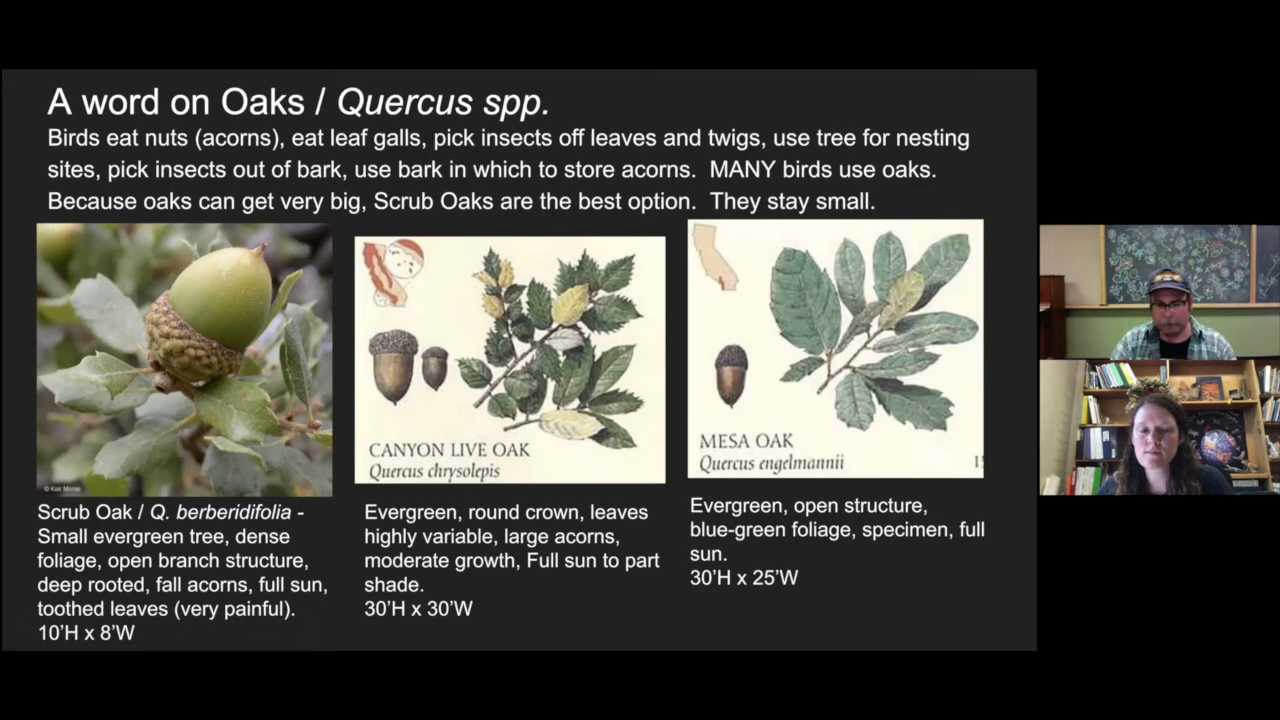 A word on Oaks / Quercus spp.
Birds eat nuts (acorns), eat leaf galls, pick insects off leaves and twigs, use tree for nesting
sites, pick insects out of bark, use bark in which to store acorns. MANY birds use oaks.
Because oaks can get very big, Scrub Oaks are the best option. They stay small.
© Keir Morse
Scrub Oak / Q. berberidifolia -
Small evergreen tree, dense
foliage, open branch structure,
deep rooted, fall acorns, full sun,
toothed leaves (very painful).
10'H x 8'W
CANYON LIVE OAK
Quercus chrysolepis
Evergreen, round crown, leaves
highly variable, large acorns,
moderate growth, Full sun to part
shade.
30'H x 30'W
MESA OAK
Quercus engelmannii
Evergreen, open structure,
blue-green foliage, specimen, full
sun.
30'H x 25'W